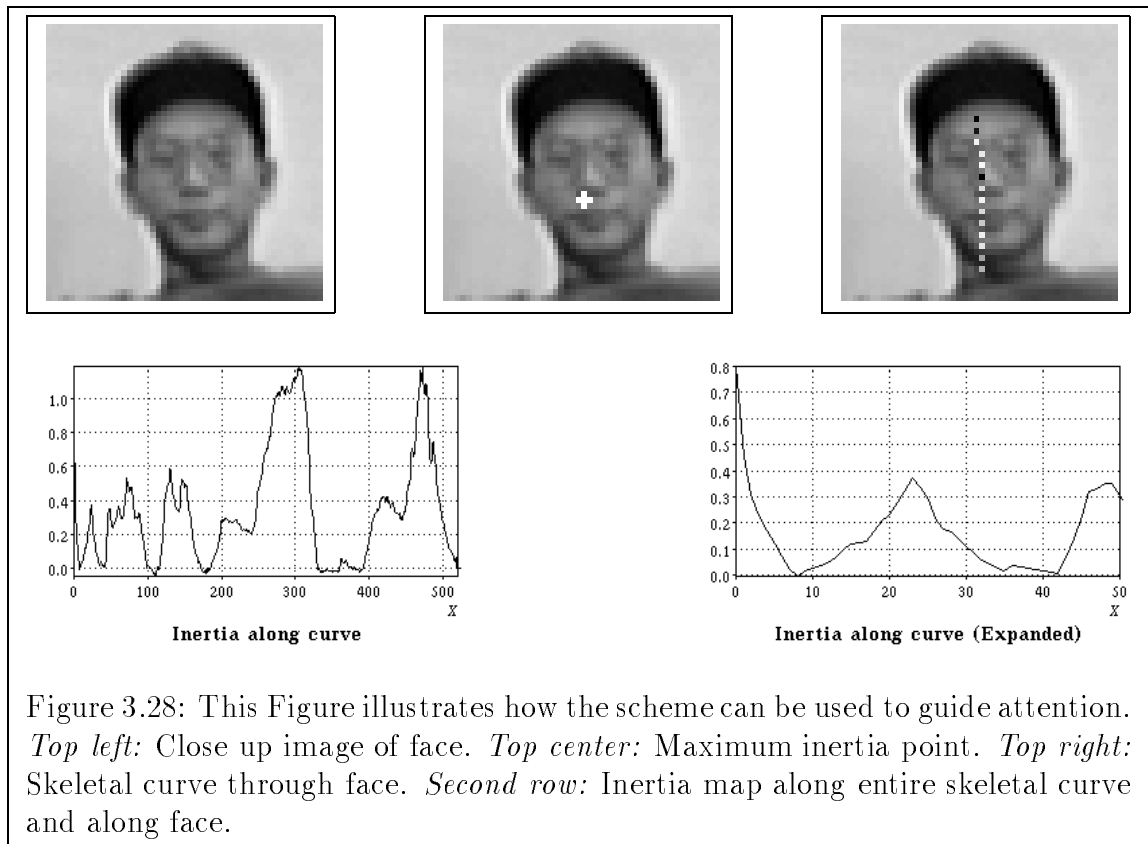 1.0
0.8
0.6
0.4
0.2
0.0
0 100 200 300 400 500
X
Inertia along curve
0.8
0.7
0.6
0.5
0.4
0.3
0.2
0.1
0.0
0 10 20 30 40 50
X
Inertia along curve (Expanded)
Figure 3.28: This Figure illustrates how the scheme can be used to guide attention.
Top left: Close up image of face. Top center: Maximum inertia point. Top right:
Skeletal curve through face. Second row: Inertia map along entire skeletal curve
and along face.